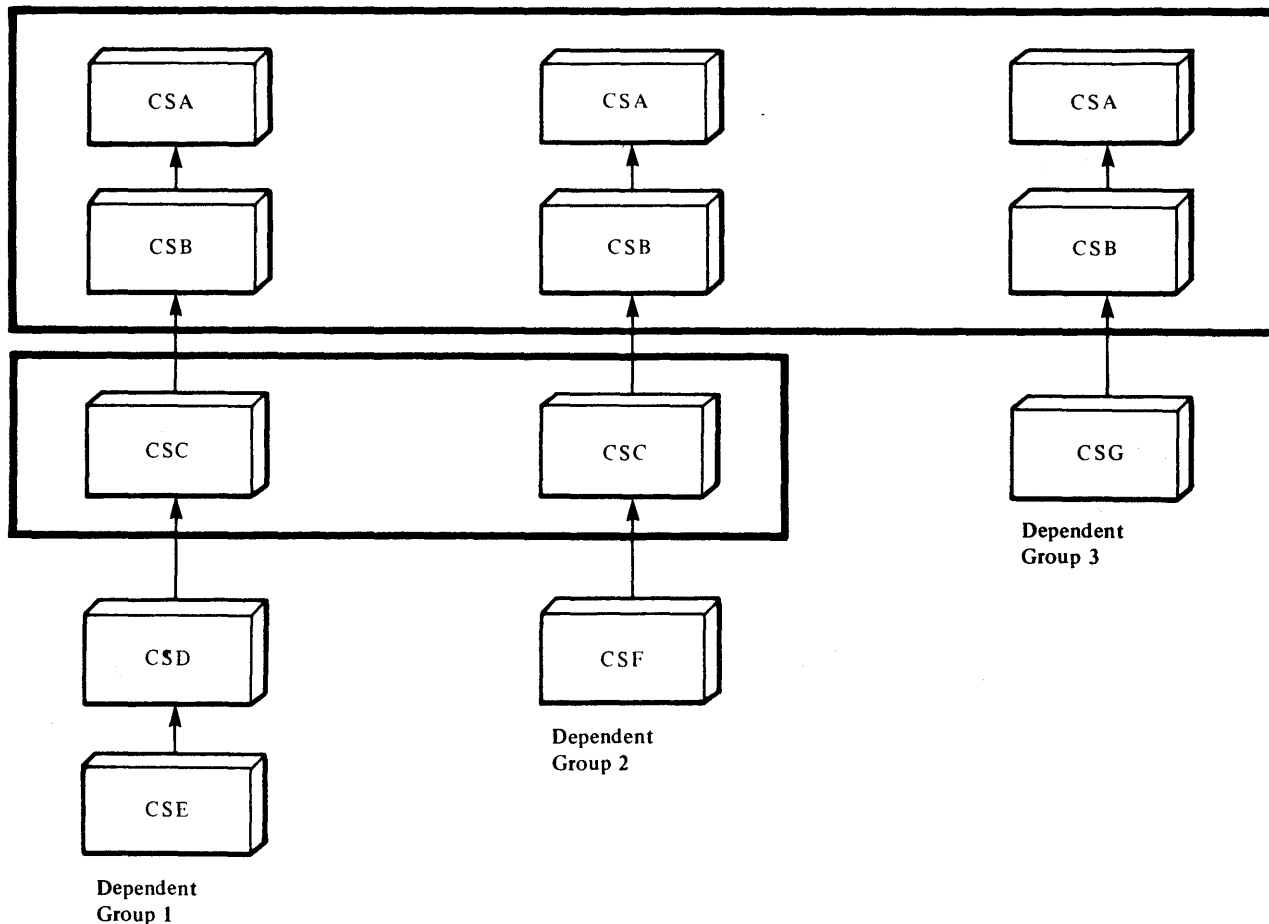 CSA
CSA
CSA
CSB
CSB
CSB
CSC
CSC
CSG
Dependent
Group 3
CSD
CSF
Dependent
Group 2
CSE
Dependent
Group 1